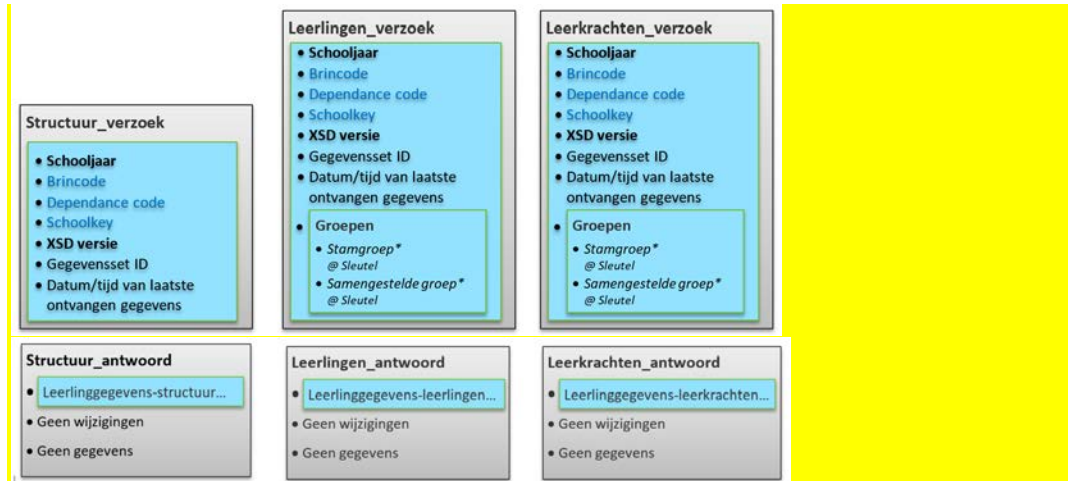 Structuur_verzoek
• Schooljaar
• Brincode
• Dependance code
• Schoolkey
• XSD versie
• Gegevensset ID
• Datum/tijd van laatste
ontvangen gegevens
Leerlingen_verzoek
• Schooljaar
• Brincode
• Dependance code
• Schoolkey
• XSD versie
• Gegevensset ID
• Datum/tijd van laatste
ontvangen gegevens
• Groepen
• Stamgroep*
@ Sleutel
• Samengestelde groep*
@ Sleutel
Leerkrachten_verzoek
• Schooljaar
• Brincode
• Dependance code
• Schoolkey
• XSD versie
• Gegevensset ID
• Datum/tijd van laatste
ontvangen gegevens
• Groepen
• Stamgroep*
@ Sleutel
• Samengestelde groep*
@ Sleutel
Structuur_antwoord
• Leerlinggegevens-structuur...
• Geen wijzigingen
• Geen gegevens
Leerlingen_antwoord
• Leerlinggegevens-leerlingen...
• Geen wijzigingen
• Geen gegevens
Leerkrachten_antwoord
• Leerlinggegevens-leerkrachten...
• Geen wijzigingen
• Geen gegevens